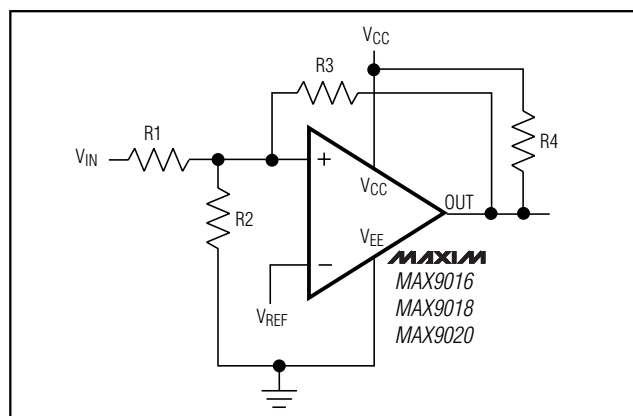 VCC
R3
R4
R1
VIN
+
VCC
OUT
R2
VEE
−
MAXIM
MAX9016
MAX9018
MAX9020
VREF